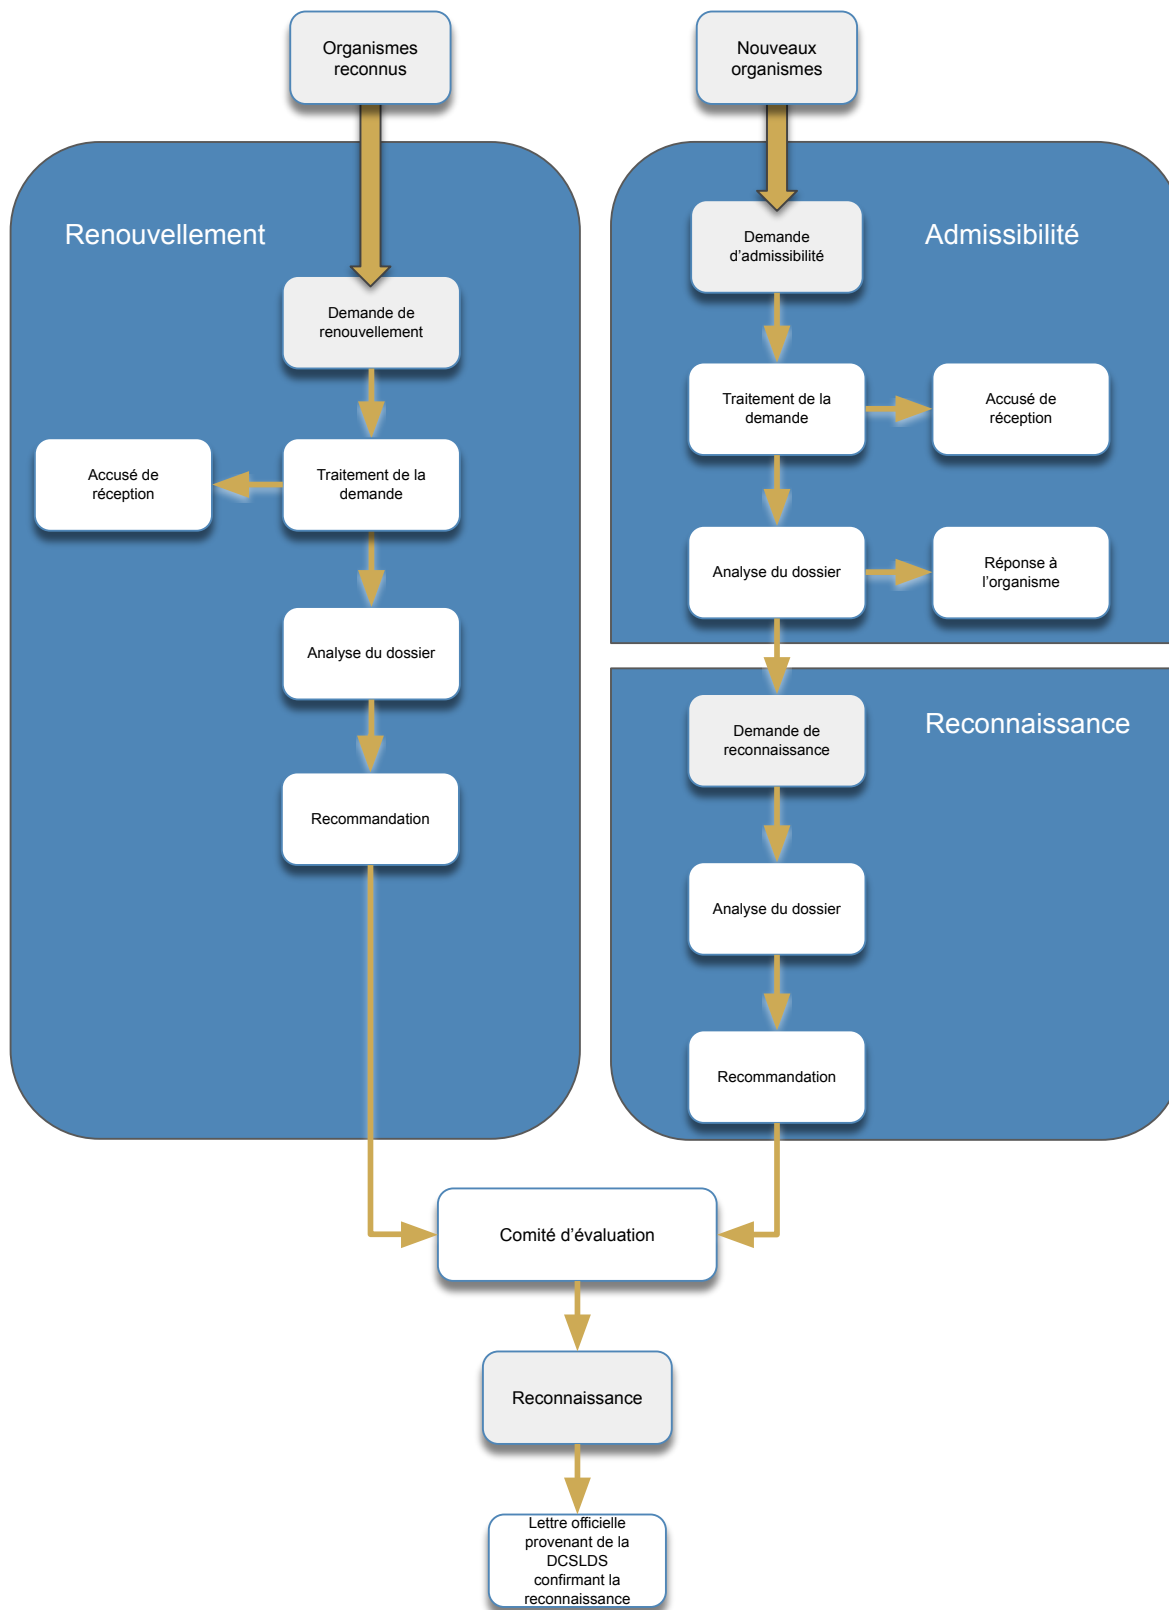 Organismes
reconnus
Nouveaux
organismes
Renouvellement
Demande de
renouvellement
Accusé de
réception
Traitement de la
demande
Analyse du dossier
Recommandation
Admissibilité
Demande
d’admissibilité
Traitement de la
demande
Accusé de
réception
Analyse du dossier
Réponse à
l’organisme
Reconnaissance
Demande de
reconnaissance
Analyse du dossier
Recommandation
Comité d’évaluation
Reconnaissance
Lettre officielle
provenant de la
DCSLDS
confirmant la
reconnaissance